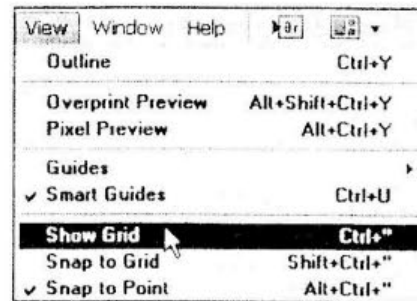 View Window Help Br
Outline Ctrl+Y
Overprint Preview Alt+Shift+Ctrl+Y
Pixel Preview Alt+Ctrl+Y
Guides
Smart Guides Ctrl+U
Show Grid Ctrl+"
Snap to Grid Shift+Ctrl+"
Snap to Point Alt+Ctrl+"